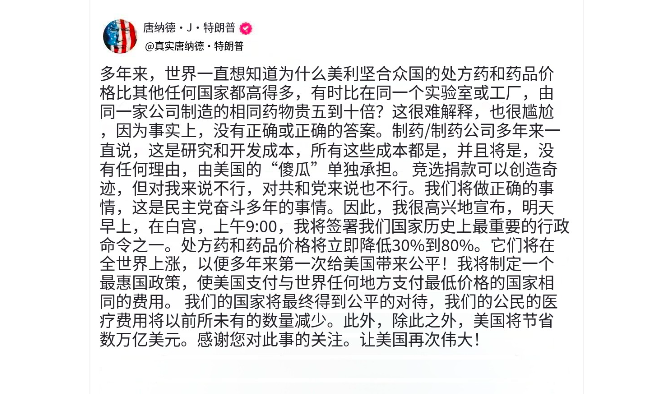 唐纳德·J·特朗普
@真实唐纳德·特朗普
多年来，世界一直想知道为什么美利坚合众国的处方药和药品价
格比其他任何国家都高得多，有时比在同一个实验室或工厂，由
同一家公司制造的相同药物贵五到十倍？这很难解释，也很尴尬
，因为事实上，没有正确或正确的答案。制药/制药公司多年来一
直说，这是研究和开发成本，所有这些成本都是，并且将是，没
有任何理由，由美国的“傻瓜”单独承担。 竞选捐款可以创造奇
迹，但对我来说不行，对共和党来说也不行。我们将做正确的事
情，这是民主党奋斗多年的事情。因此，我很高兴地宣布，明天
早上，在白宫，上午9:00，我将签署我们国家历史上最重要的行政
命令之一。处方药和药品价格将立即降低30%到80%。它们将在
全世界上涨，以便多年来第一次给美国带来公平！我将制定一个
最惠国政策，使美国支付与世界任何地方支付最低价格的国家相
同的费用。 我们的国家将最终得到公平的对待，我们的公民的医
疗费用将以前所未有的数量减少。此外，除此之外，美国将节省
数万亿美元。感谢您对此事的关注。让美国再次伟大！